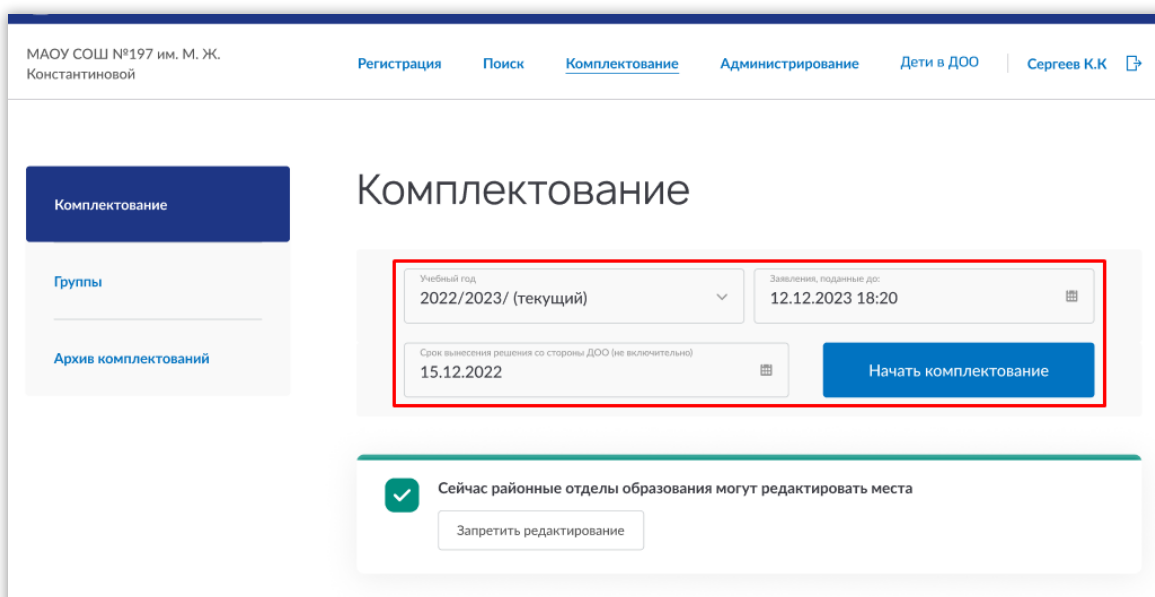 МАОУ СОШ №197 им. М. Ж.
Константиновой
Регистрация Поиск Комплектование Администрирование Дети в ДОО Сергеев К.К
Комплектование
Группы
Архив комплектований
Комплектование
Учебный год
2022/2023/ (текущий)
Заявления, поданные до:
12.12.2023 18:20
Срок вынесения решения со стороны ДОО (не включительно)
15.12.2022
Начать комплектование
Сейчас районные отделы образования могут редактировать места
Запретить редактирование